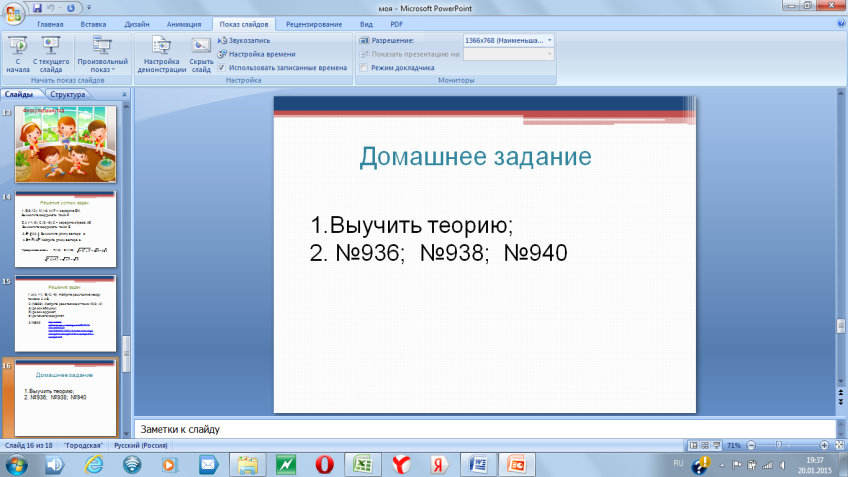 моя - Microsoft PowerPoint
Главная Вставка Дизайн Анимация Показ слайдов Рецензирование Вид PDF
С начала
С текущего слайда
Произвольный показ
Начать показ слайдов
Настройка демонстрации
Скрыть слайд
Звукозапись
Настройка времени
Использовать записанные времена
Настройка
Разрешение: 1366x768 (Наименьша...
Показать презентацию на:
Режим докладчика
Мониторы
Слайды Структура
13
14
Решение устных задач
15
Решение задач
16
Домашнее задание
1.Выучить теорию;
2. №936; №938; №940
Домашнее задание
1.Выучить теорию;
2. №936; №938; №940
Заметки к слайду
Слайд 16 из 18 "Городская" Русский (Россия) 71%
RU 19:37
20.01.2015